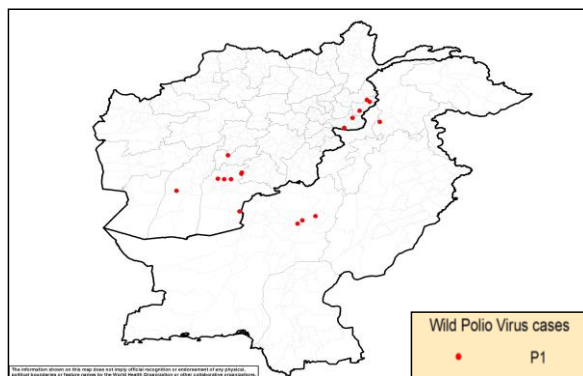 Wild Polio Virus cases
P1
The information shown on this map does not imply official recognition or endorsement of any physical,
political boundaries or feature names by the World Health Organization or other collaborative organizations.